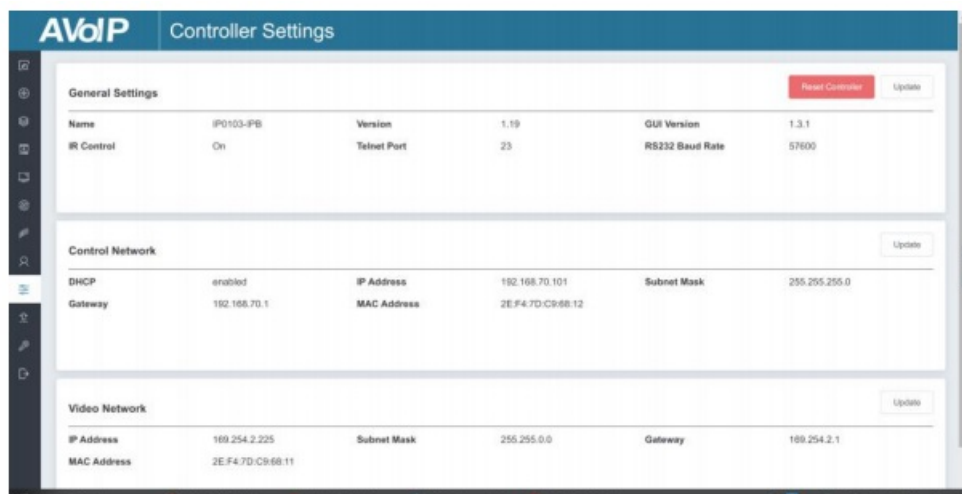 AVoIP Controller Settings
General Settings Reset Controller Update
Name IP0103-IPB Version 1.19 GUI Version 1.3.1
IR Control On Telnet Port 23 RS232 Baud Rate 57600
Control Network Update
DHCP enabled IP Address 192.168.70.101 Subnet Mask 255.255.255.0
Gateway 192.168.70.1 MAC Address 2E:F4:7D:C9:68:12
Video Network Update
IP Address 169.254.2.225 Subnet Mask 255.255.0.0 Gateway 169.254.2.1
MAC Address 2E:F4:7D:C9:68:11